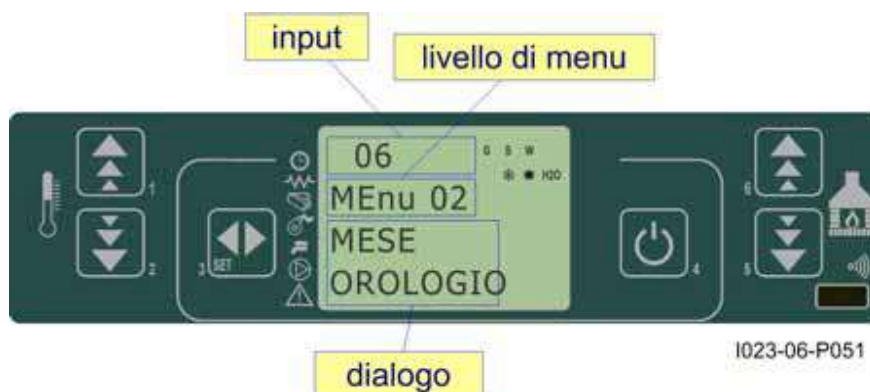 input
livello di menu
06
G S W
H2O
MEnu 02
MESE
OROLOGIO
1
2
3 SET
4
6
5
dialogo
I023-06-P051